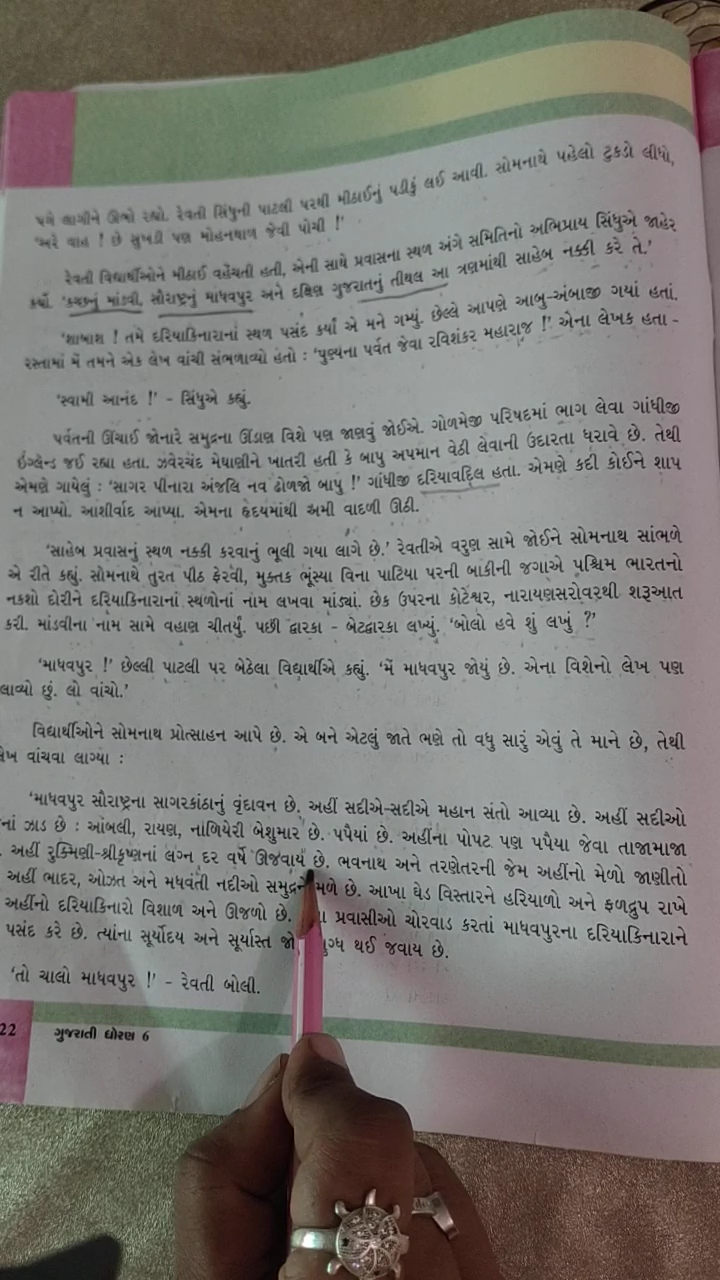 પગે લાગીને ઊભો રહ્યો. રેવતી સિંધુની પાટલી પરથી મીઠાઈનું પડીકું લઈ આવી. સોમનાથે પહેલો ટુકડો લીધો,
'અરે વાહ ! છે સુખડી પણ મોહનથાળ જેવી પોચી !'
રેવતી વિદ્યાર્થીઓને મીઠાઈ વહેંચતી હતી, એની સાથે પ્રવાસના સ્થળ અંગે સમિતિનો અભિપ્રાય સિંધુએ જાહેર
કર્યો. 'કચ્છનું માંડવી, સૌરાષ્ટ્રનું માધવપુર અને દક્ષિણ ગુજરાતનું તીથલ આ ત્રણમાંથી સાહેબ નક્કી કરે તે.'
'શાબાશ ! તમે દરિયાકિનારાનાં સ્થળ પસંદ કર્યાં એ મને ગમ્યું. છેલ્લે આપણે આબુ-અંબાજી ગયાં હતાં.
રસ્તામાં મેં તમને એક લેખ વાંચી સંભળાવ્યો હતો : 'પુણ્યના પર્વત જેવા રવિશંકર મહારાજ !' એના લેખક હતા -
'સ્વામી આનંદ !' - સિંધુએ કહ્યું.
પર્વતની ઊંચાઈ જોનારે સમુદ્રના ઊંડાણ વિશે પણ જાણવું જોઈએ. ગોળમેજી પરિષદમાં ભાગ લેવા ગાંધીજી
ઇંગ્લેન્ડ જઈ રહ્યા હતા. ઝવેરચંદ મેઘાણીને ખાતરી હતી કે બાપુ અપમાન વેઠી લેવાની ઉદારતા ધરાવે છે. તેથી
એમણે ગાયેલું : 'સાગર પીનારા અંજલિ નવ ઢોળજો બાપુ !' ગાંધીજી દરિયાવદિલ હતા. એમણે કદી કોઈને શાપ
ન આપ્યો. આશીર્વાદ આપ્યા. એમના હૃદયમાંથી અમી વાદળી ઊઠી.
'સાહેબ પ્રવાસનું સ્થળ નક્કી કરવાનું ભૂલી ગયા લાગે છે.' રેવતીએ વરુણ સામે જોઈને સોમનાથ સાંભળે
એ રીતે કહ્યું. સોમનાથે તુરત પીઠ ફેરવી, મુક્તક ભૂંસ્યા વિના પાટિયા પરની બાકીની જગાએ પશ્ચિમ ભારતનો
નકશો દોરીને દરિયાકિનારાનાં સ્થળોનાં નામ લખવા માંડ્યાં. છેક ઉપરના કોટેશ્વર, નારાયણસરોવરથી શરૂઆત
કરી. માંડવીના નામ સામે વહાણ ચીતર્યું. પછી દ્વારકા - બેટદ્વારકા લખ્યું. 'બોલો હવે શું લખું ?'
'માધવપુર !' છેલ્લી પાટલી પર બેઠેલા વિદ્યાર્થીએ કહ્યું. 'મેં માધવપુર જોયું છે. એના વિશેનો લેખ પણ
લાવ્યો છું. લો વાંચો.'
વિદ્યાર્થીઓને સોમનાથ પ્રોત્સાહન આપે છે. એ બને એટલું જાતે ભણે તો વધુ સારું એવું તે માને છે, તેથી
લેખ વાંચવા લાગ્યા :
'માધવપુર સૌરાષ્ટ્રના સાગરકાંઠાનું વૃંદાવન છે. અહીં સદીએ-સદીએ મહાન સંતો આવ્યા છે. અહીં સદીઓ
નાં ઝાડ છે : આંબલી, રાયણ, નાળિયેરી બેશુમાર છે. પપૈયાં છે. અહીંના પોપટ પણ પપૈયા જેવા તાજામાજા
. અહીં રુક્મિણી-શ્રીકૃષ્ણનાં લગ્ન દર વર્ષે ઊજવાય છે. ભવનાથ અને તરણેતરની જેમ અહીંનો મેળો જાણીતો
અહીં ભાદર, ઓઝત અને મધવંતી નદીઓ સમુદ્રને મળે છે. આખા ઘેડ વિસ્તારને હરિયાળો અને ફળદ્રુપ રાખે
અહીંનો દરિયાકિનારો વિશાળ અને ઊજળો છે. પ્રવાસીઓ ચોરવાડ કરતાં માધવપુરના દરિયાકિનારાને
પસંદ કરે છે. ત્યાંના સૂર્યોદય અને સૂર્યાસ્ત થઈ જવાય છે.
'તો ચાલો માધવપુર !' - રેવતી બોલી.
22 ગુજરાતી ધોરણ 6